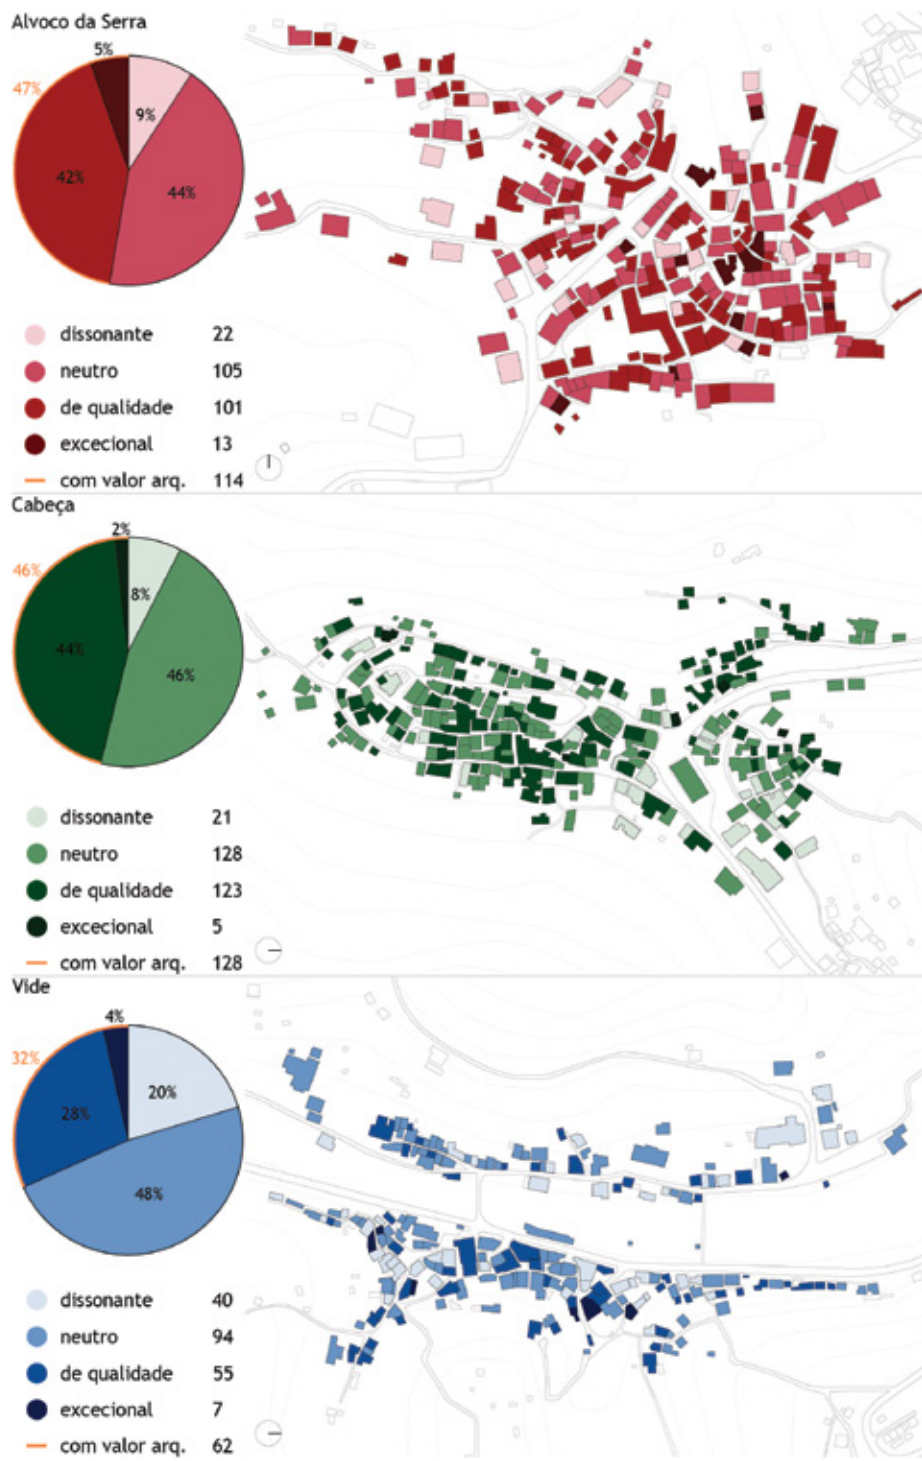 Alvoco da Serra
5%
47%
9%
42%
44%
dissonante 22
neutro 105
de qualidade 101
excecional 13
com valor arq. 114
Cabeça
2%
46%
8%
44%
46%
dissonante 21
neutro 128
de qualidade 123
excecional 5
com valor arq. 128
Vide
4%
32%
20%
28%
48%
dissonante 40
neutro 94
de qualidade 55
excecional 7
com valor arq. 62